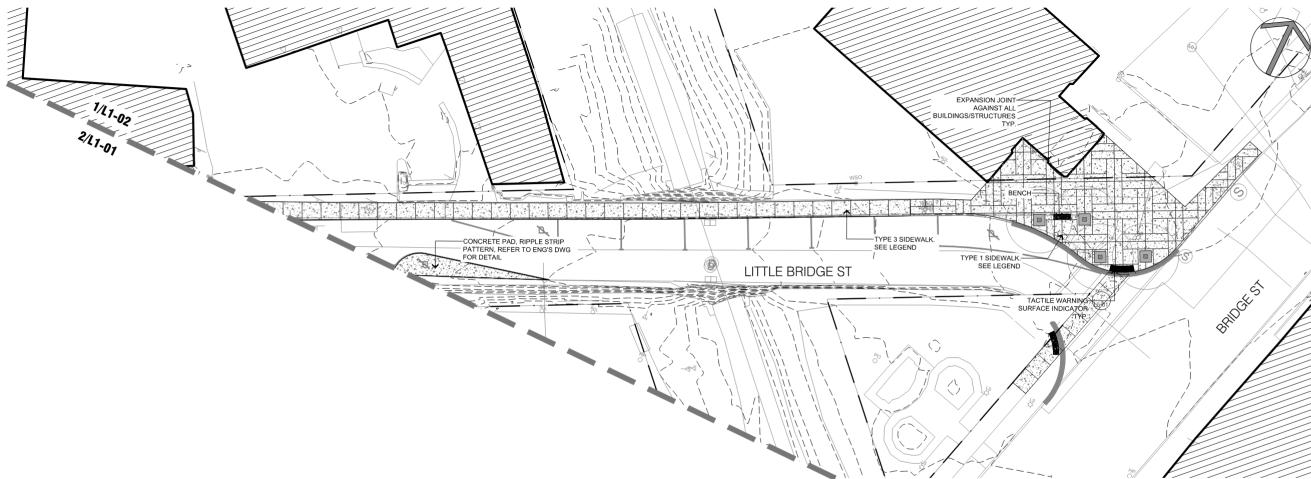 1/L1-02
2/L1-01
EXPANSION JOINT
AGAINST ALL
BUILDINGS/STRUCTURES
TYP.
WSO
BENCH
CONCRETE PAD, RIPPLE STRIP
PATTERN, REFER TO ENG'S DWG
FOR DETAIL
TYPE 3 SIDEWALK.
SEE LEGEND
TYPE 1 SIDEWALK
SEE LEGEND
LITTLE BRIDGE ST
TACTILE WARNING
SURFACE INDICATOR
TYP.
BRIDGE ST
S
S